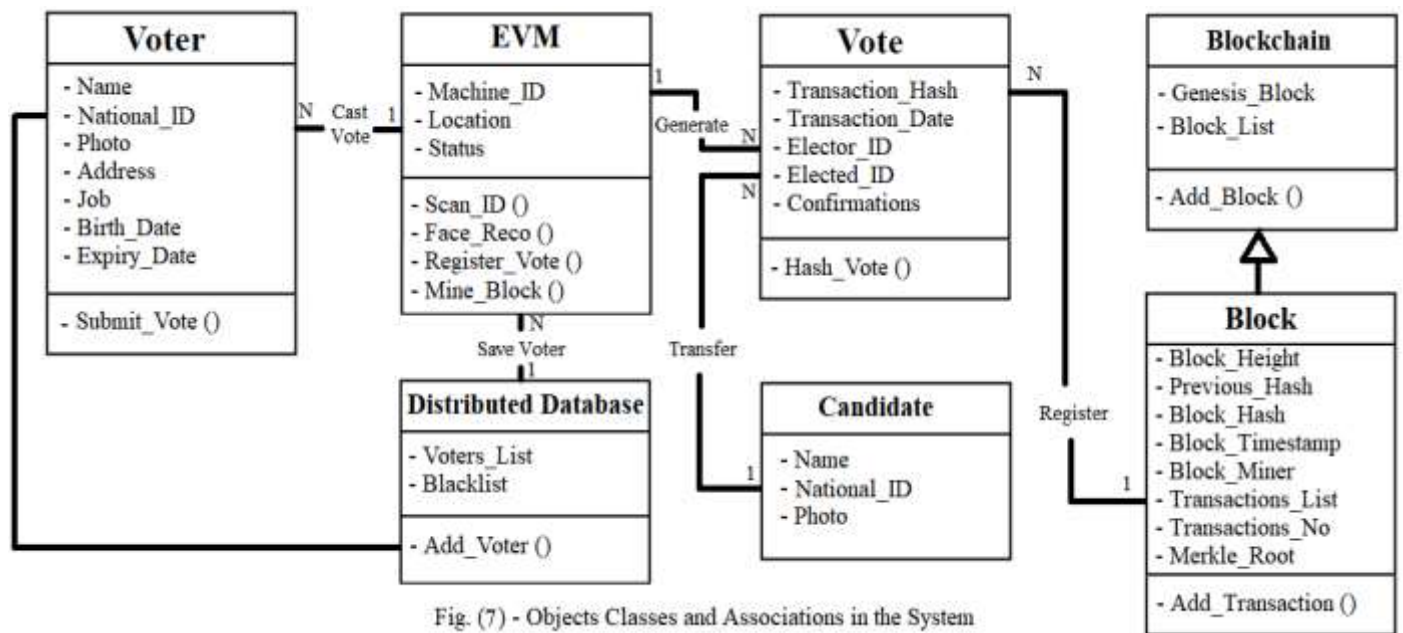 Voter
- Name
- National_ID
- Photo
- Address
- Job
- Birth_Date
- Expiry_Date
- Submit_Vote ()
N
Cast
Vote
1
EVM
- Machine_ID
- Location
- Status
- Scan_ID ()
- Face_Reco ()
- Register_Vote ()
- Mine_Block ()
1
Generate
N
Vote
- Transaction_Hash
- Transaction_Date
- Elector_ID
- Elected_ID
- Confirmations
- Hash_Vote ()
N
Register
1
Blockchain
- Genesis_Block
- Block_List
- Add_Block ()
N
Save Voter
1
Distributed Database
- Voters_List
- Blacklist
- Add_Voter ()
N
Transfer
1
Candidate
- Name
- National_ID
- Photo
Block
- Block_Height
- Previous_Hash
- Block_Hash
- Block_Timestamp
- Block_Miner
- Transactions_List
- Transactions_No
- Merkle_Root
- Add_Transaction ()
Fig. (7) - Objects Classes and Associations in the System